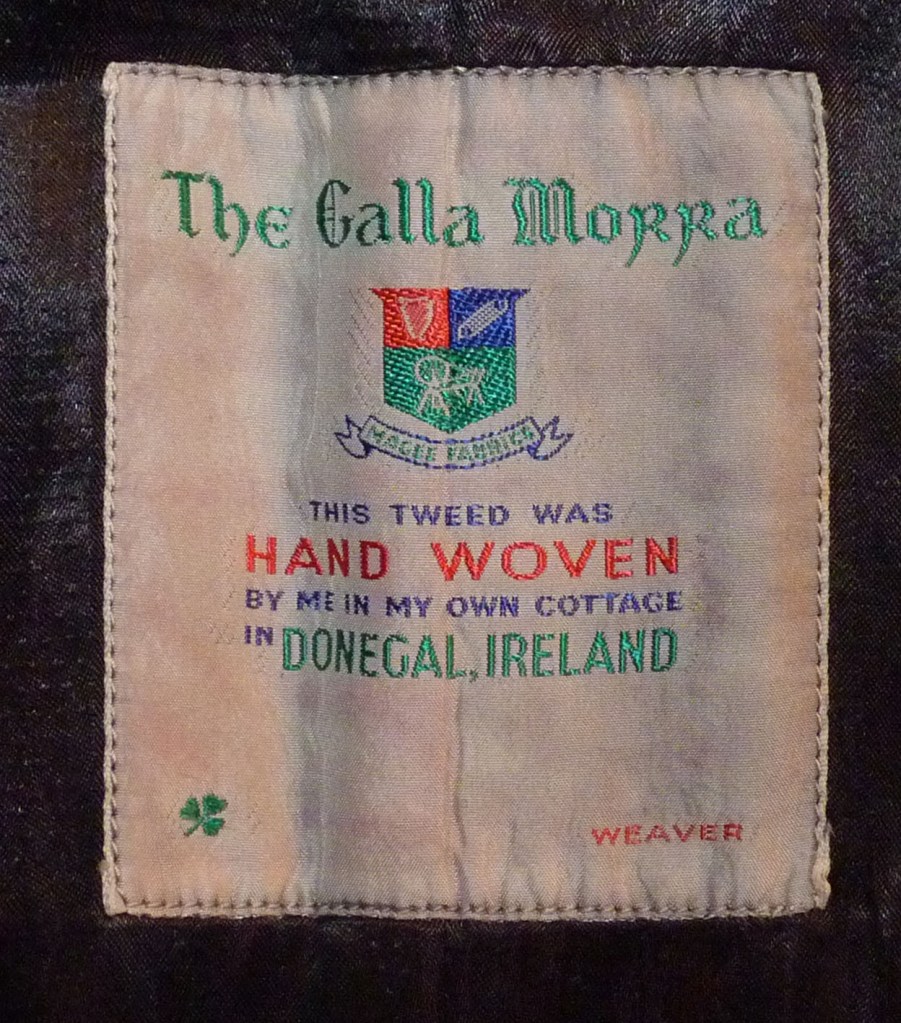 The Galla Morra
MAGEE FABRICS
THIS TWEED WAS
HAND WOVEN
BY ME IN MY OWN COTTAGE
IN DONEGAL, IRELAND
WEAVER